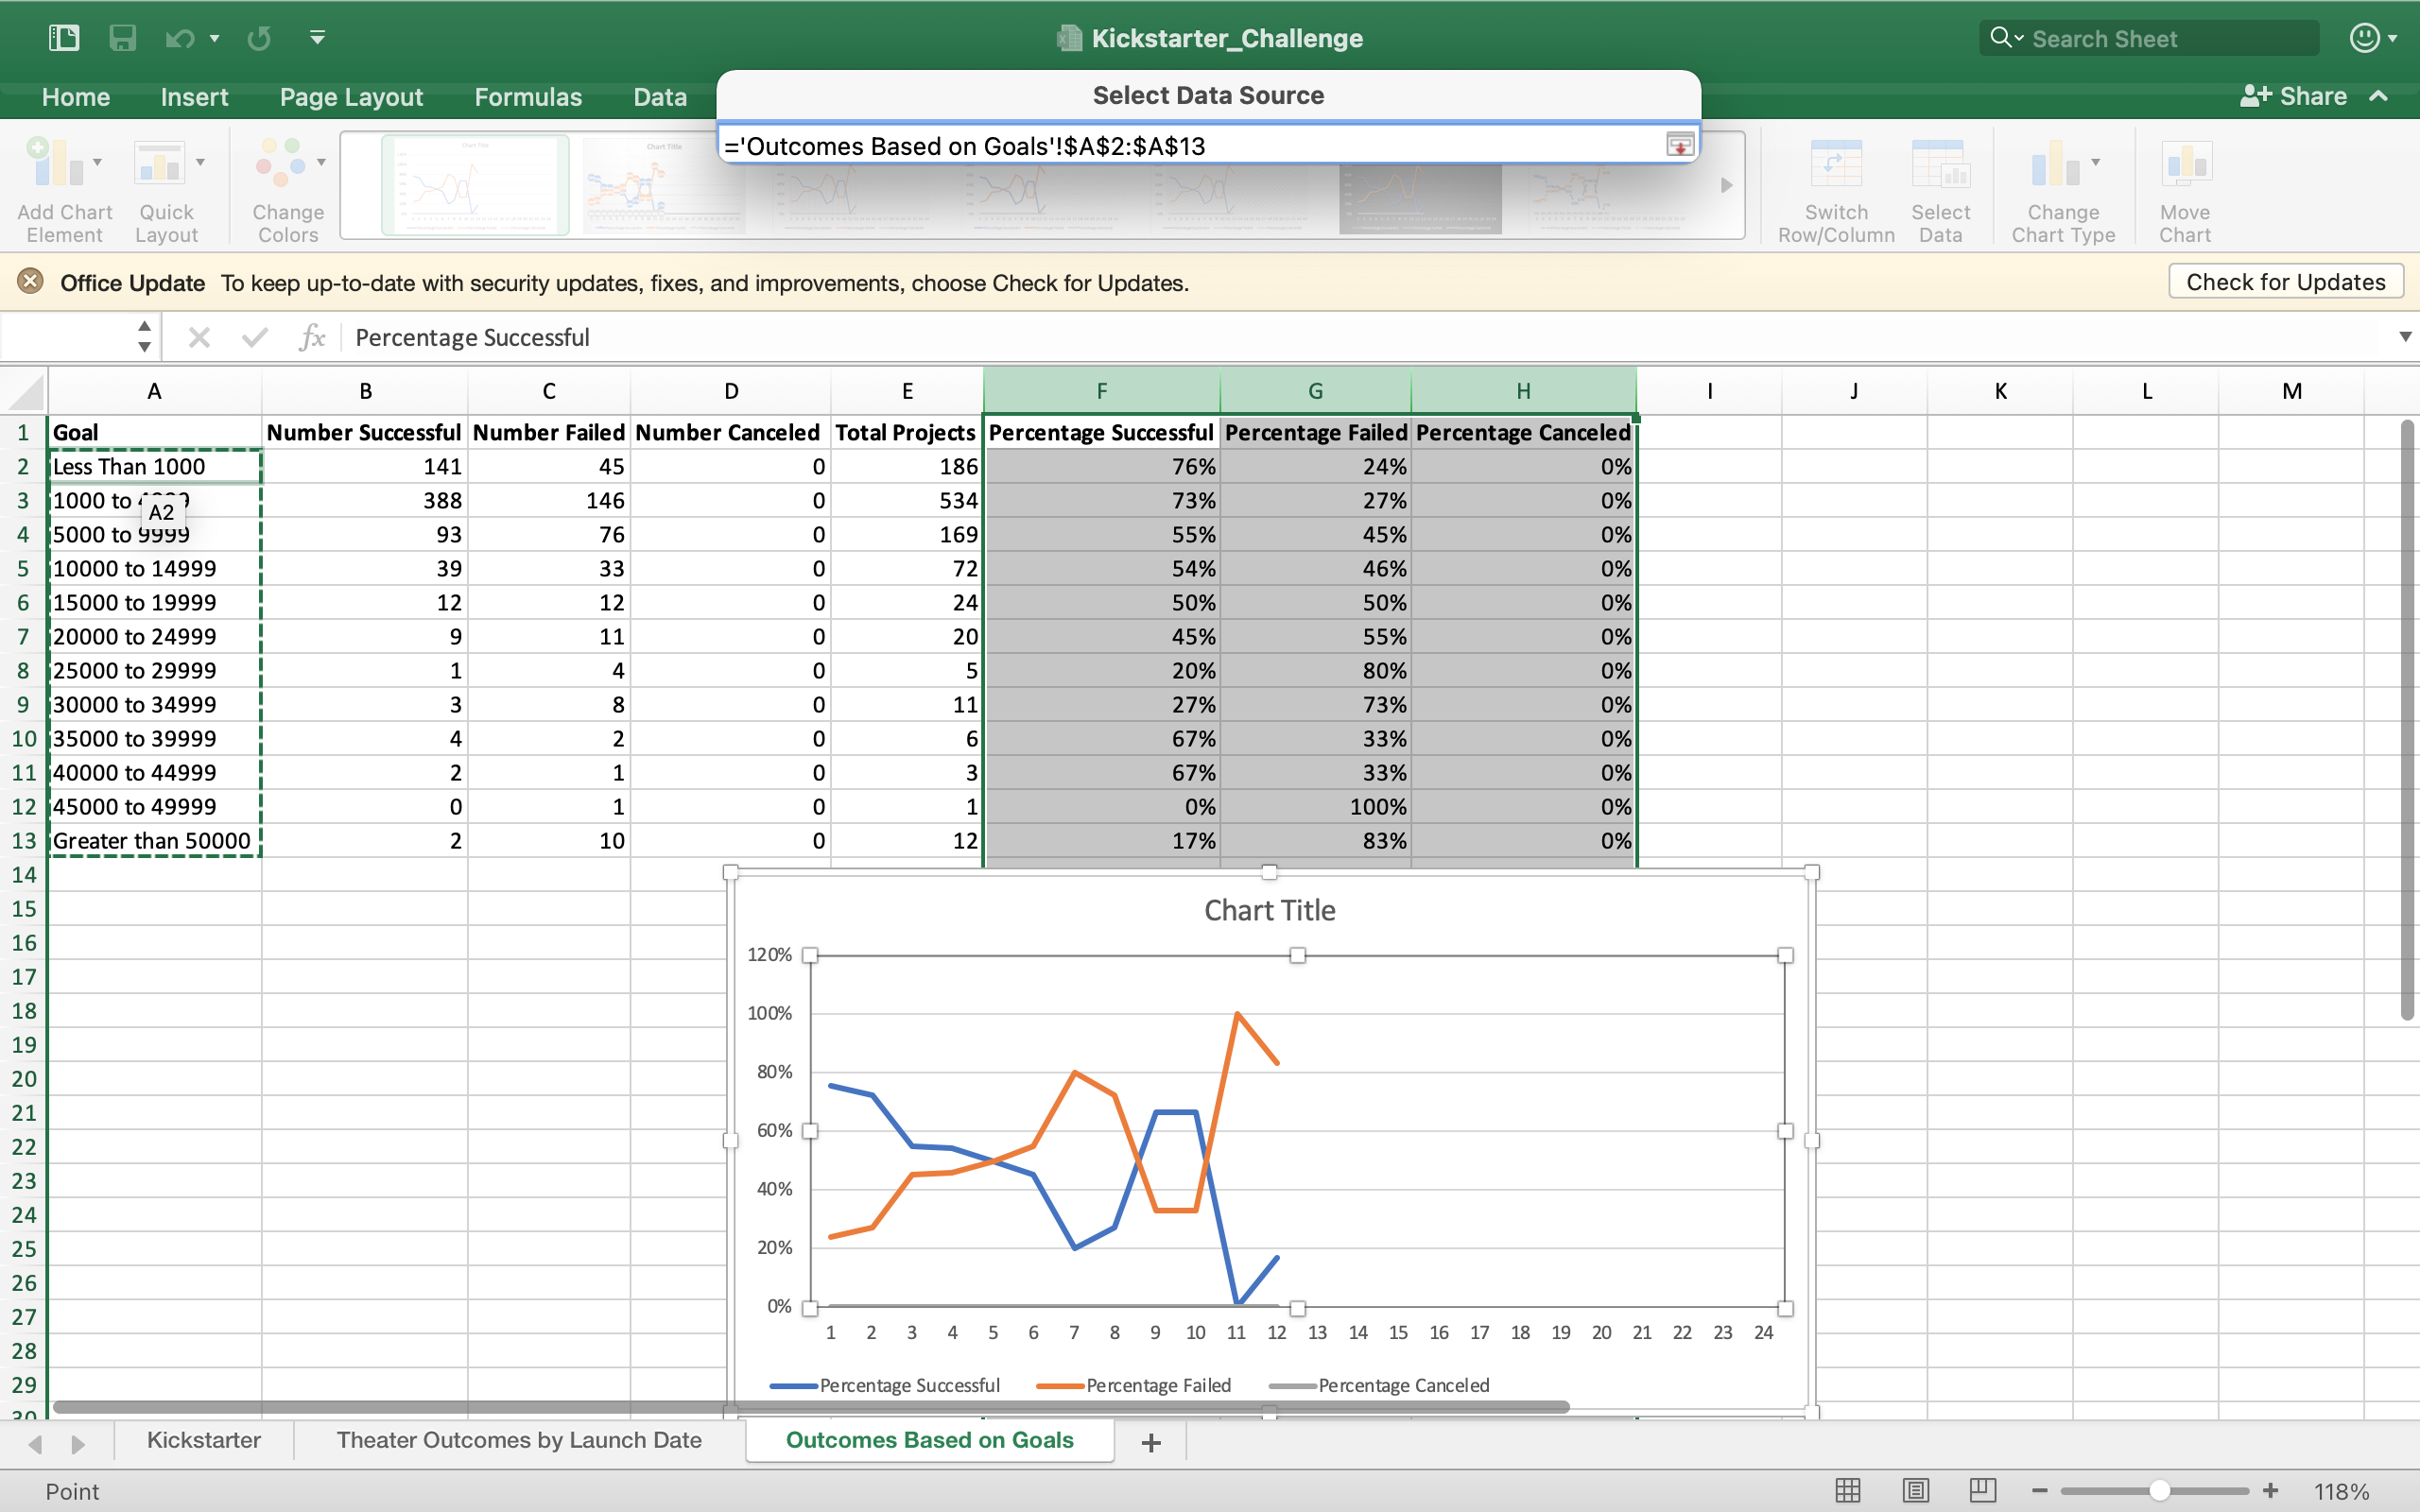 Kickstarter_Challenge
Search Sheet
Home Insert Page Layout Formulas Data
Share
Select Data Source
='Outcomes Based on Goals'!$A$2:$A$13
Add Chart Element
Quick Layout
Change Colors
Chart Title
Chart Title
Switch Row/Column
Select Data
Change Chart Type
Move Chart
Office Update To keep up-to-date with security updates, fixes, and improvements, choose Check for Updates.
Check for Updates
fx Percentage Successful
A B C D E F G H I J K L M
1 Goal Number Successful Number Failed Number Canceled Total Projects Percentage Successful Percentage Failed Percentage Canceled
2 Less Than 1000 141 45 0 186 76% 24% 0%
3 1000 to 4999 388 146 0 534 73% 27% 0%
A2
4 5000 to 9999 93 76 0 169 55% 45% 0%
5 10000 to 14999 39 33 0 72 54% 46% 0%
6 15000 to 19999 12 12 0 24 50% 50% 0%
7 20000 to 24999 9 11 0 20 45% 55% 0%
8 25000 to 29999 1 4 0 5 20% 80% 0%
9 30000 to 34999 3 8 0 11 27% 73% 0%
10 35000 to 39999 4 2 0 6 67% 33% 0%
11 40000 to 44999 2 1 0 3 67% 33% 0%
12 45000 to 49999 0 1 0 1 0% 100% 0%
13 Greater than 50000 2 10 0 12 17% 83% 0%
14
15
16
17
18
19
20
21
22
23
24
25
26
27
28
29
30
Chart Title
120%
100%
80%
60%
40%
20%
0%
1 2 3 4 5 6 7 8 9 10 11 12 13 14 15 16 17 18 19 20 21 22 23 24
Percentage Successful Percentage Failed Percentage Canceled
Kickstarter Theater Outcomes by Launch Date Outcomes Based on Goals +
Point
118%